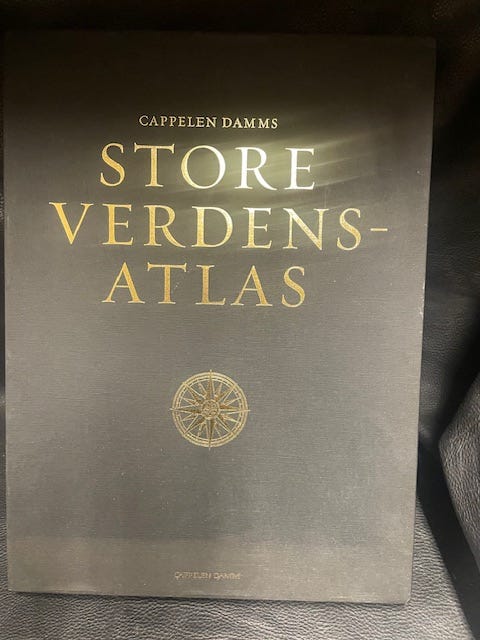 CAPPELEN DAMMS
STORE
VERDENS-
ATLAS
CAPPELEN DAMM